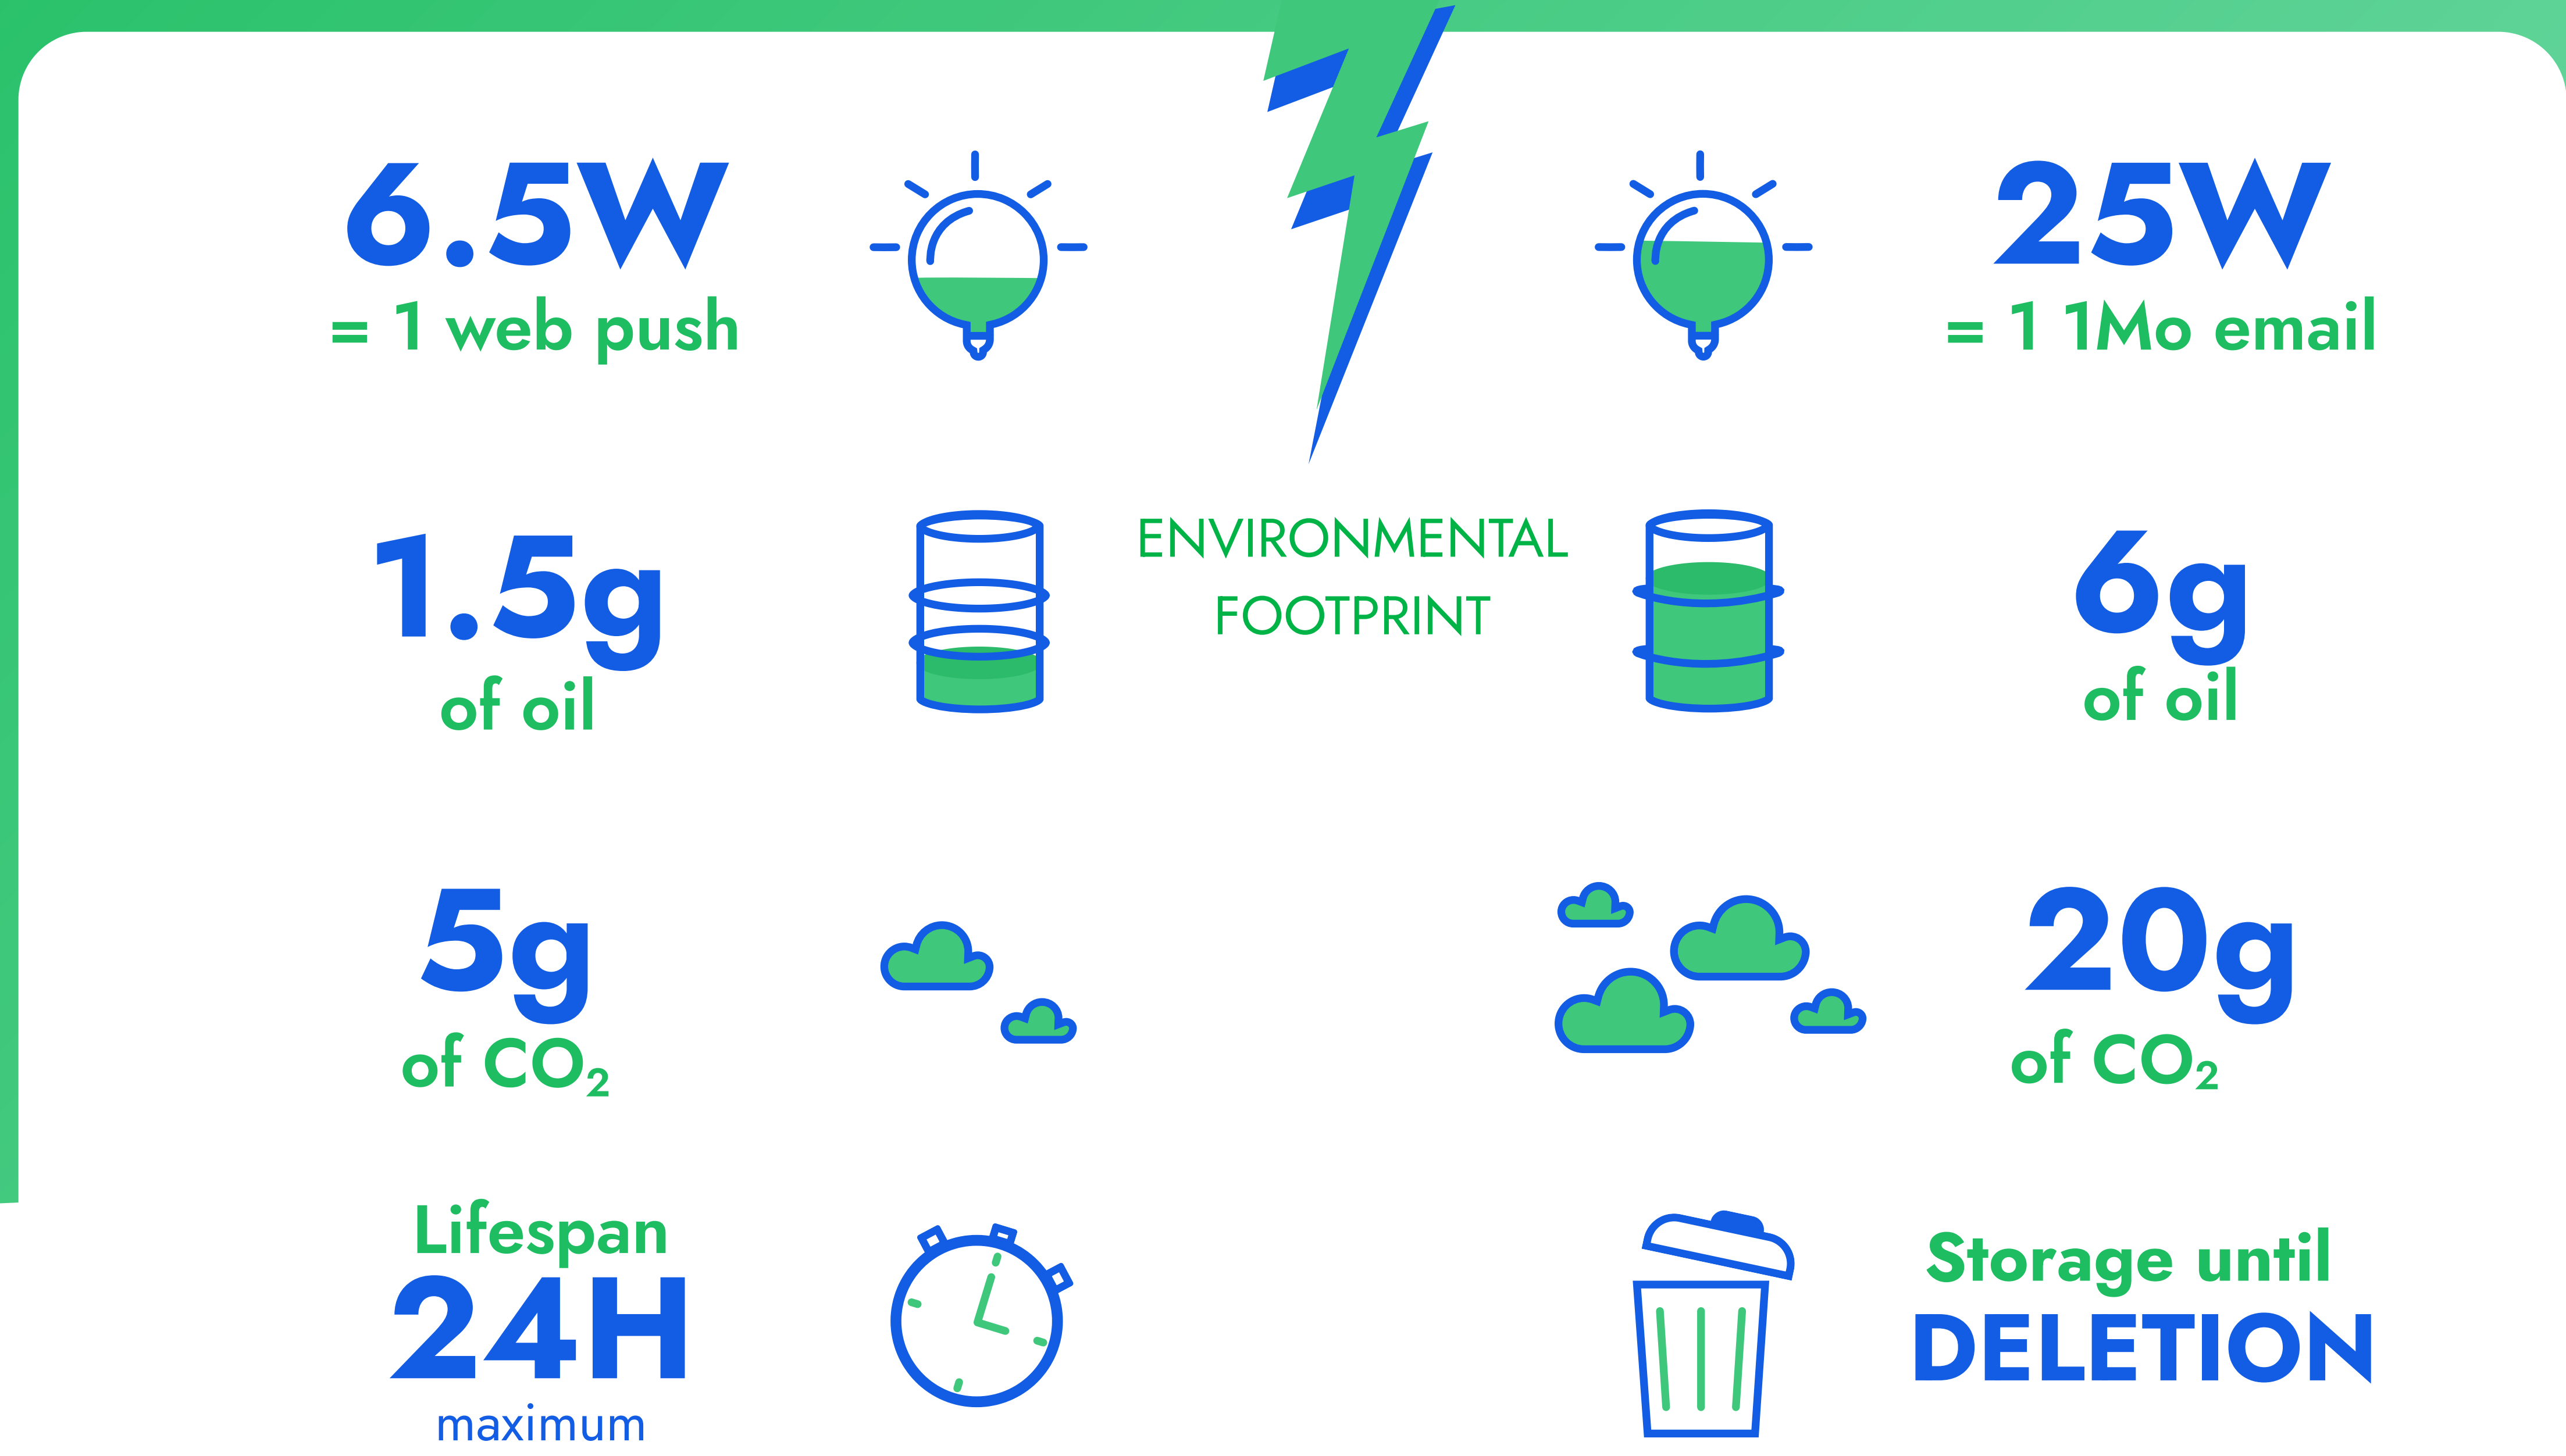 6.5W
= 1 web push
25W
= 1 1Mo email
ENVIRONMENTAL
FOOTPRINT
1.5g
of oil
6g
of oil
5g
of CO₂
20g
of CO₂
Lifespan
24H
maximum
Storage until
DELETION